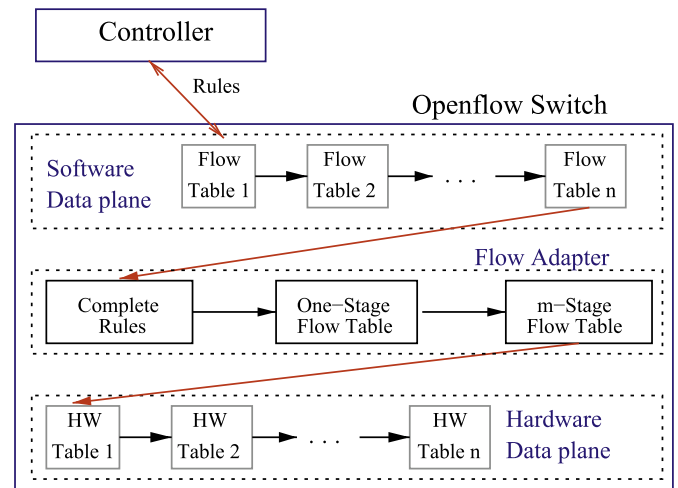 Controller
Rules
Openflow Switch
Software
Data plane
Flow
Table 1
Flow
Table 2
. . .
Flow
Table n
Flow Adapter
Complete
Rules
One−Stage
Flow Table
m−Stage
Flow Table
HW
Table 1
HW
Table 2
. . .
HW
Table n
Hardware
Data plane